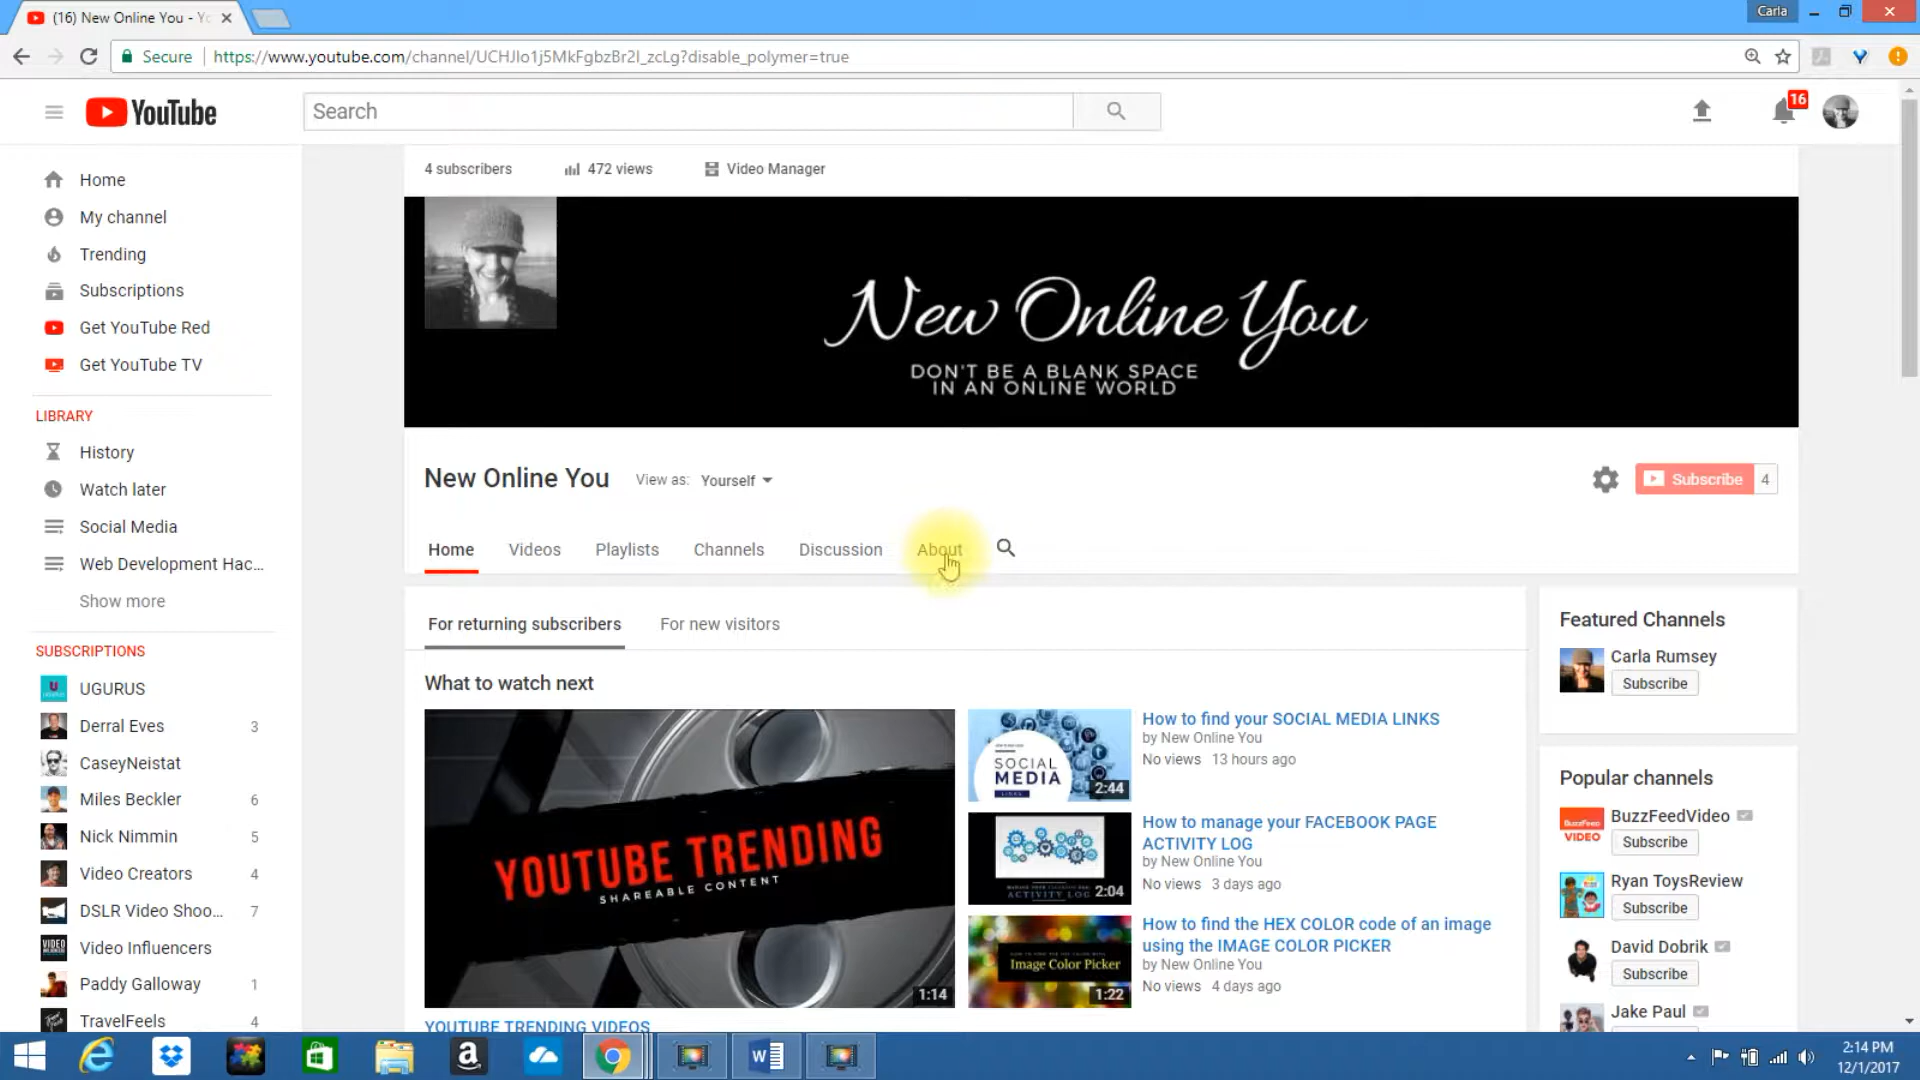 (16) New Online You - Yo
Carla
Secure
https://www.youtube.com/channel/UCHJIo1j5MkFgbzBr2l_zcLg?disable_polymer=true
YouTube
Search
16
Home
My channel
Trending
Subscriptions
Get YouTube Red
Get YouTube TV
LIBRARY
History
Watch later
Social Media
Web Development Hac...
Show more
SUBSCRIPTIONS
UGURUS
Derral Eves 3
CaseyNeistat
Miles Beckler 6
Nick Nimmin 5
Video Creators 4
DSLR Video Shoo... 7
Video Influencers
Paddy Galloway 1
TravelFeels 4
4 subscribers
472 views
Video Manager
New Online You
DON'T BE A BLANK SPACE
IN AN ONLINE WORLD
New Online You
View as: Yourself
Subscribe 4
Home Videos Playlists Channels Discussion About
For returning subscribers For new visitors
What to watch next
YOUTUBE TRENDING
SHAREABLE CONTENT
1:14
YOUTUBE TRENDING VIDEOS
SOCIAL
MEDIA
LINKS
2:44
How to find your SOCIAL MEDIA LINKS
by New Online You
No views 13 hours ago
ACTIVITY LOG
2:04
How to manage your FACEBOOK PAGE
ACTIVITY LOG
by New Online You
No views 3 days ago
Image Color Picker
1:22
How to find the HEX COLOR code of an image
using the IMAGE COLOR PICKER
by New Online You
No views 4 days ago
Featured Channels
Carla Rumsey
Subscribe
Popular channels
BuzzFeed
VIDEO
BuzzFeedVideo
Subscribe
Ryan ToysReview
Subscribe
David Dobrik
Subscribe
Jake Paul
2:14 PM
12/1/2017